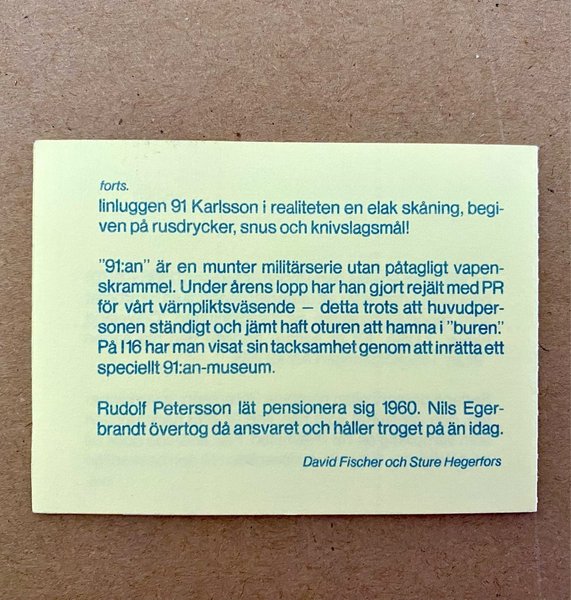 forts.
linluggen 91 Karlsson i realiteten en elak skåning, begi-
ven på rusdrycker, snus och knivslagsmål!
”91:an” är en munter militärserie utan påtagligt vapen-
skrammel. Under årens lopp har han gjort rejält med PR
för vårt värnpliktsväsende – detta trots att huvudper-
sonen ständigt och jämt haft oturen att hamna i ”buren”.
På I 16 har man visat sin tacksamhet genom att inrätta ett
speciellt 91:an-museum.
Rudolf Petersson lät pensionera sig 1960. Nils Eger-
brandt övertog då ansvaret och håller troget på än idag.
David Fischer och Sture Hegerfors